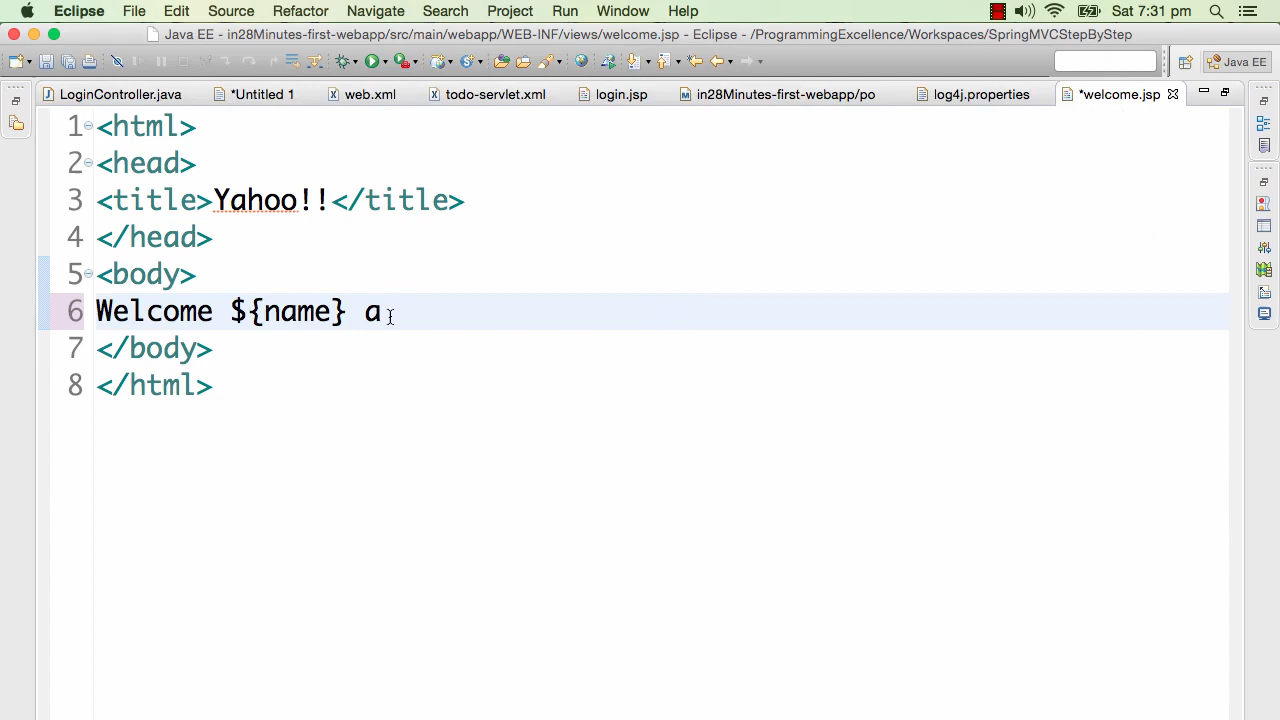 Eclipse File Edit Source Refactor Navigate Search Project Run Window Help Sat 7:31 pm
Java EE - in28Minutes-first-webapp/src/main/webapp/WEB-INF/views/welcome.jsp - Eclipse - /ProgrammingExcellence/Workspaces/SpringMVCStepByStep
Java EE
LoginController.java *Untitled 1 web.xml todo-servlet.xml login.jsp in28Minutes-first-webapp/po log4j.properties *welcome.jsp
1 <html>
2 <head>
3 <title>Yahoo!!</title>
4 </head>
5 <body>
6 Welcome ${name} a
7 </body>
8 </html>